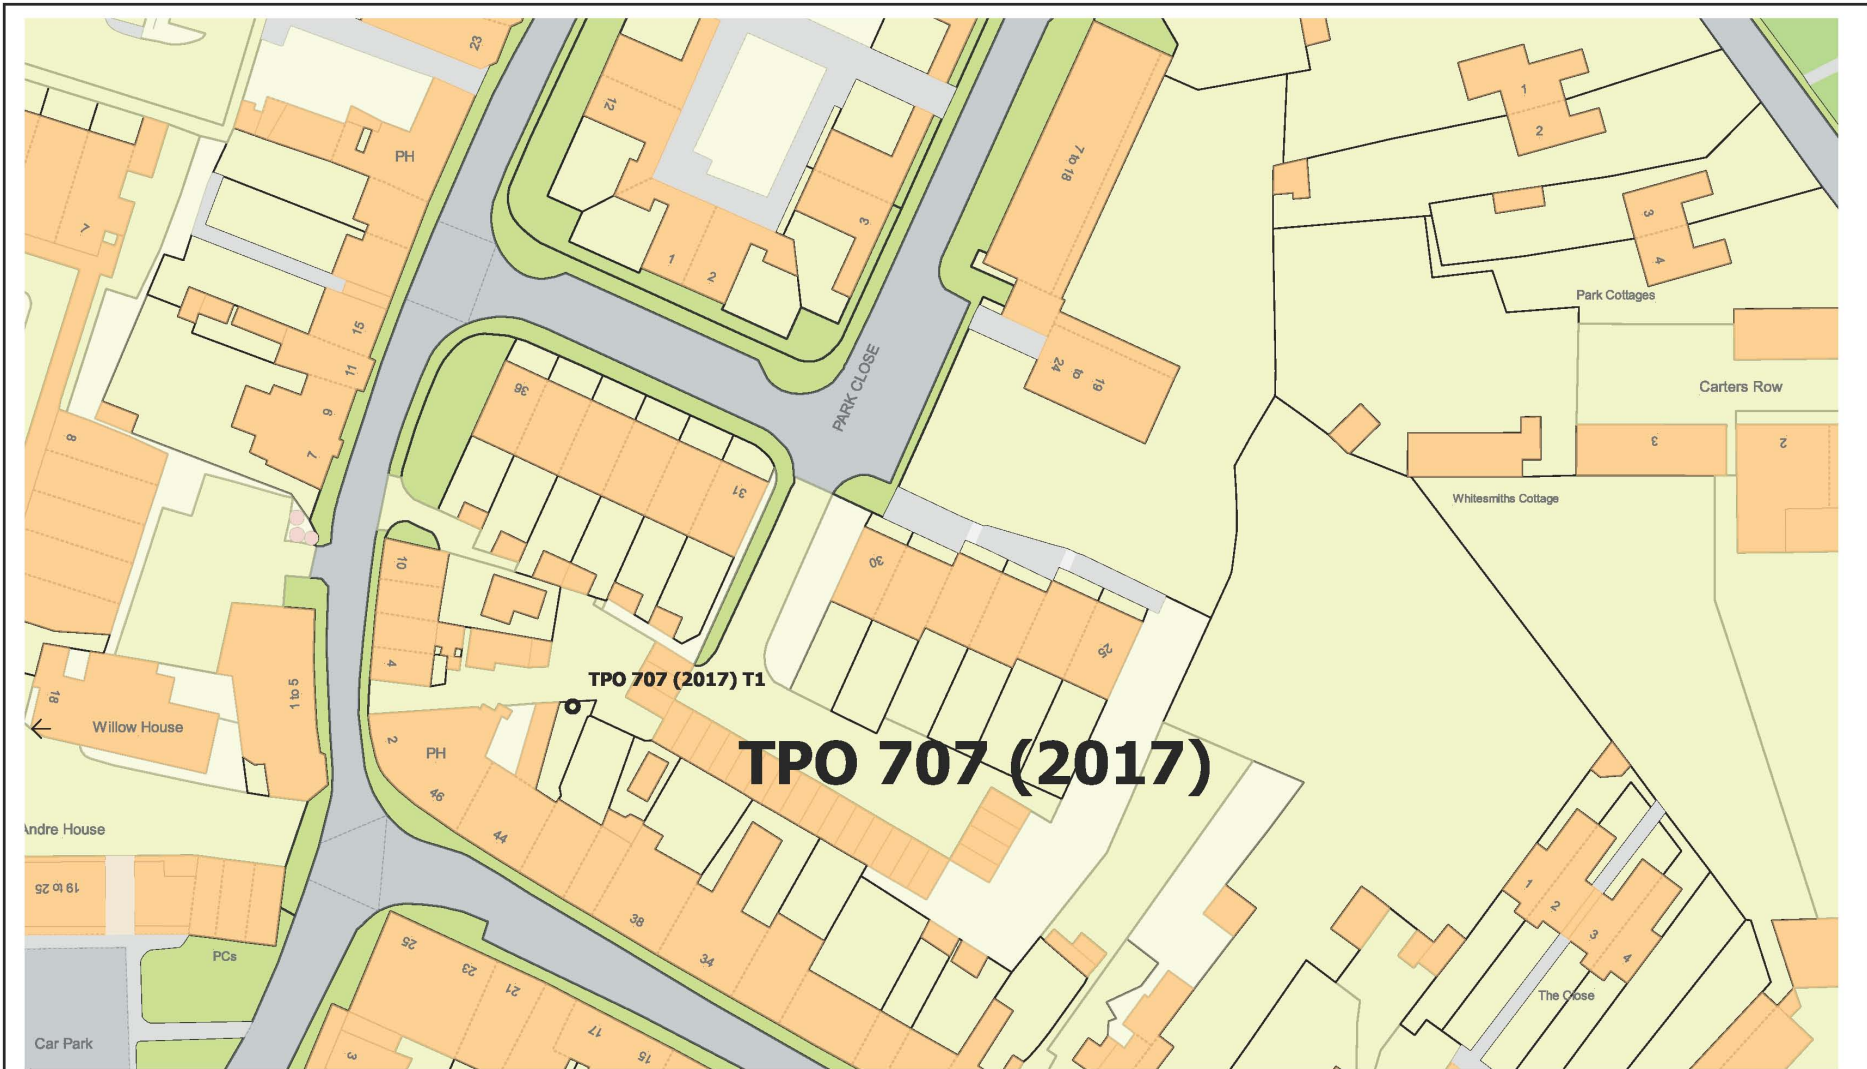 23
12
PH
7 to 18
1
2
7
3
1
2
3
4
Park Cottages
15
11
9
7
PARK CLOSE
19
to
24
36
31
8
Carters Row
3
2
Whitesmiths Cottage
10
4
30
25
1 to 5
18
Willow House
TPO 707 (2017) T1
2
PH
46
44
TPO 707 (2017)
Andre House
19 to 25
38
34
PCs
25
23
21
17
15
3
Car Park
1
2
3
4
The Close